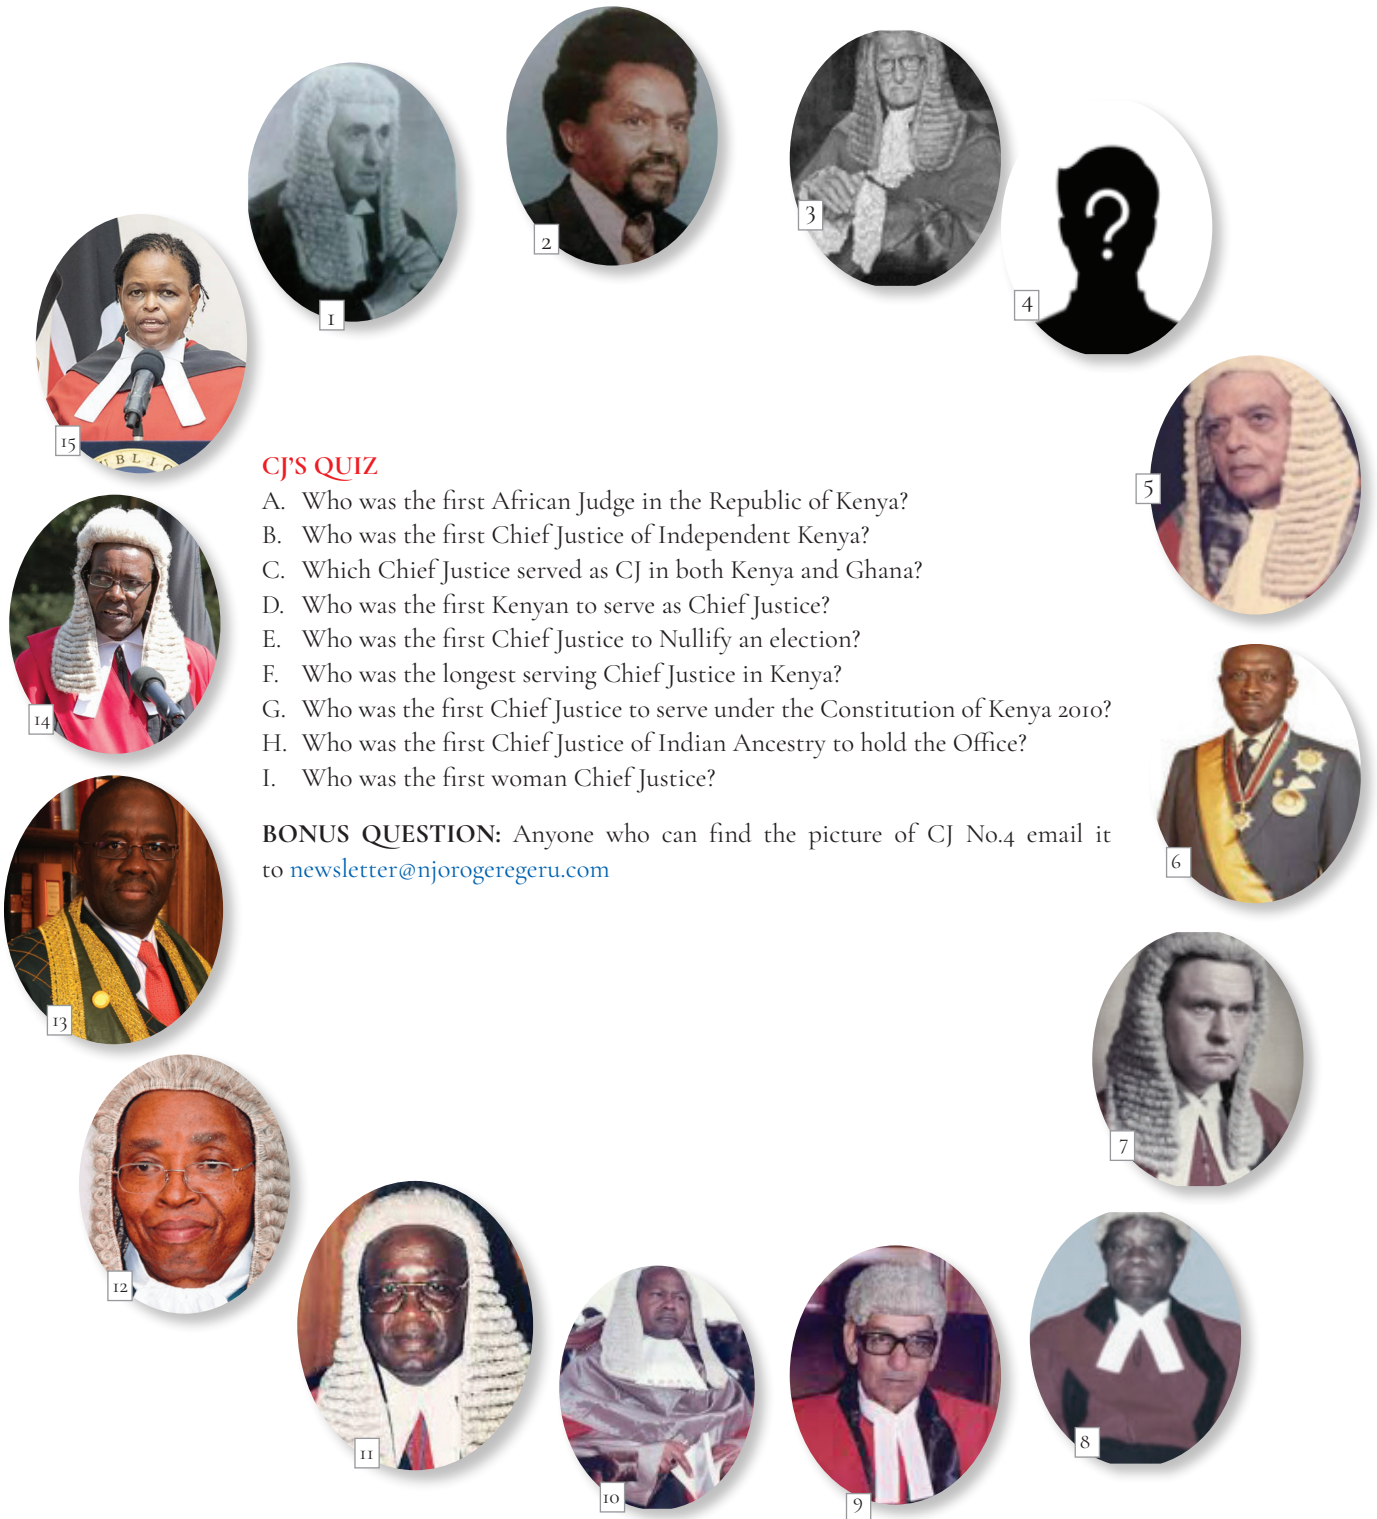 1
2
3
4
?
15
5
CJ'S QUIZ
A. Who was the first African Judge in the Republic of Kenya?
B. Who was the first Chief Justice of Independent Kenya?
C. Which Chief Justice served as CJ in both Kenya and Ghana?
D. Who was the first Kenyan to serve as Chief Justice?
E. Who was the first Chief Justice to Nullify an election?
F. Who was the longest serving Chief Justice in Kenya?
G. Who was the first Chief Justice to serve under the Constitution of Kenya 2010?
H. Who was the first Chief Justice of Indian Ancestry to hold the Office?
I. Who was the first woman Chief Justice?
BONUS QUESTION: Anyone who can find the picture of CJ No.4 email it
to newsletter@njorogeregeru.com
UBLIC
14
6
13
7
12
11
10
9
8